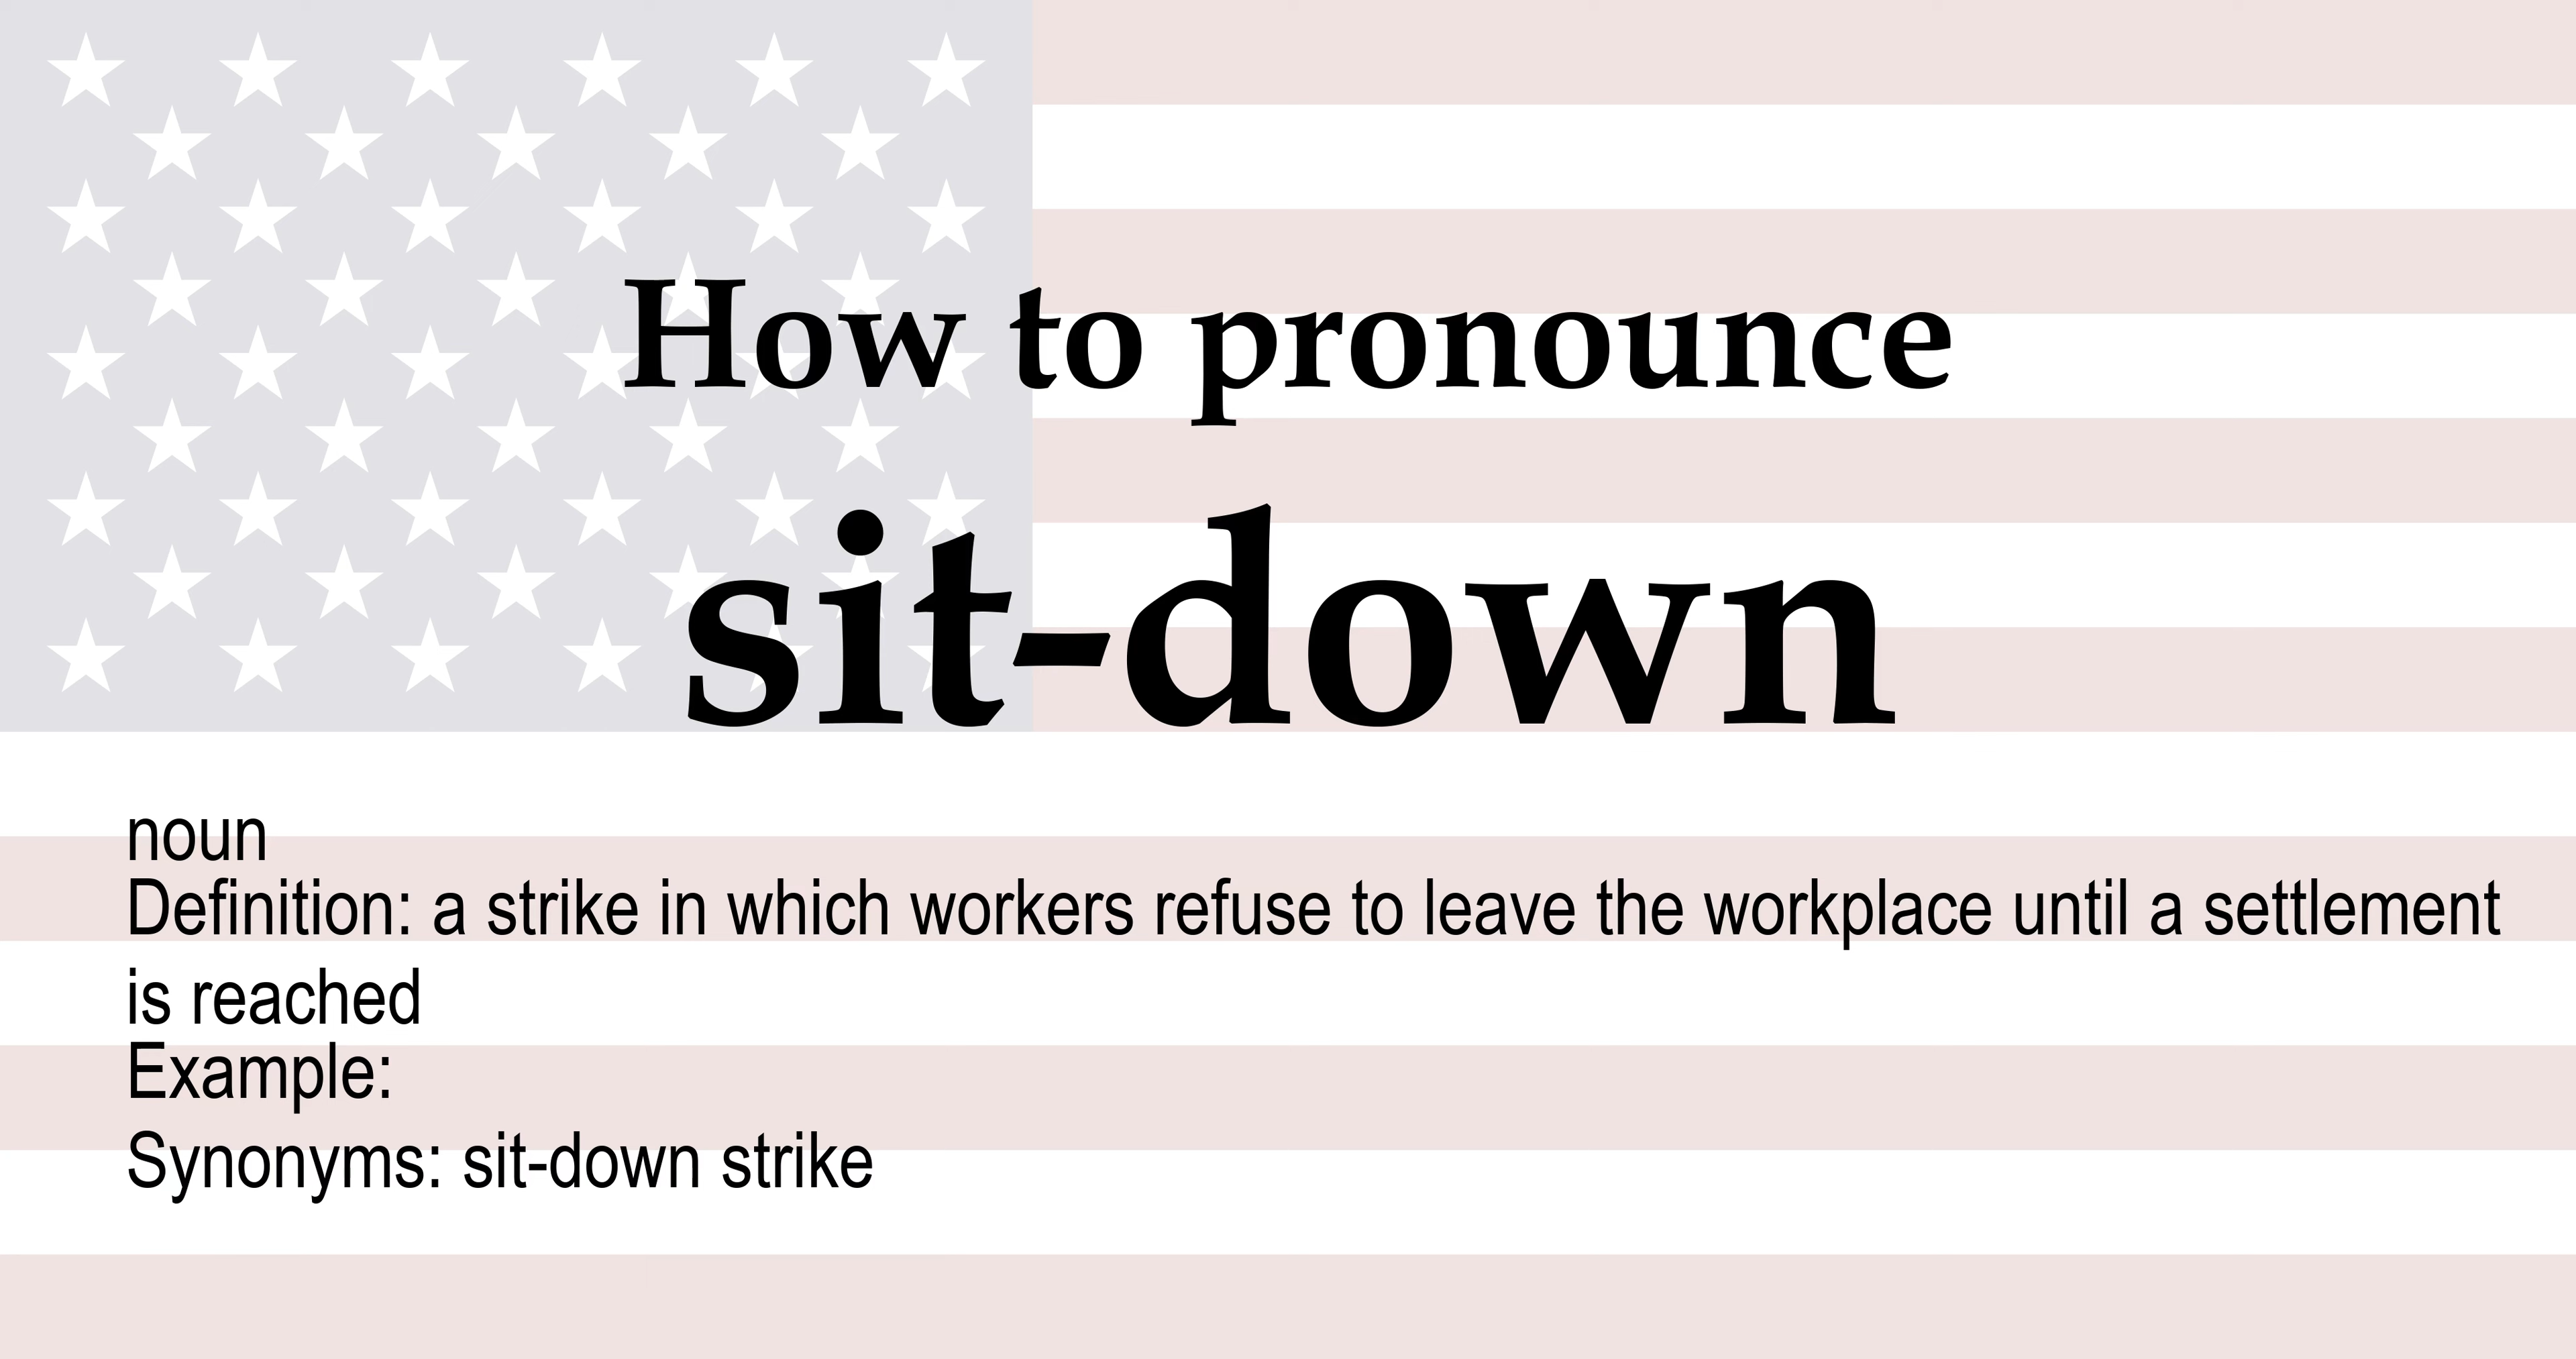 How to pronounce
sit-down
noun
Definition: a strike in which workers refuse to leave the workplace until a settlement
is reached
Example:
Synonyms: sit-down strike